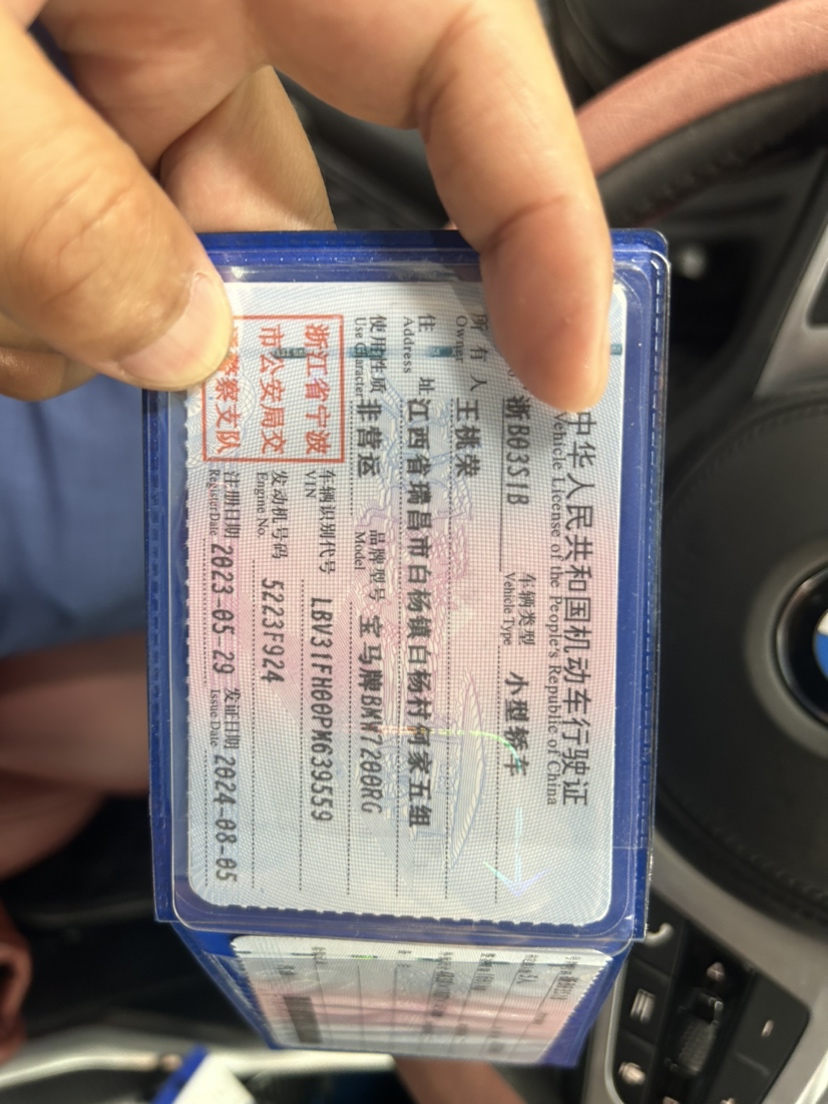 中华人民共和国机动车行驶证
Vehicle License of the People's Republic of China
浙B03S1B 车辆类型 小型轿车
Vehicle Type
所有人 王桃荣
Owner
住址 江西省瑞昌市白杨镇白杨村何家五组
Address
使用性质 非营运 品牌型号 宝马牌BMW7200RG
Use Character Model
浙江省宁波
市公安局交
警察支队
车辆识别代号 LBV31FH00PM639559
VIN
发动机号码 5223F924
Engine No.
注册日期 2023-05-29 发证日期 2024-08-05
Register Date Issue Date